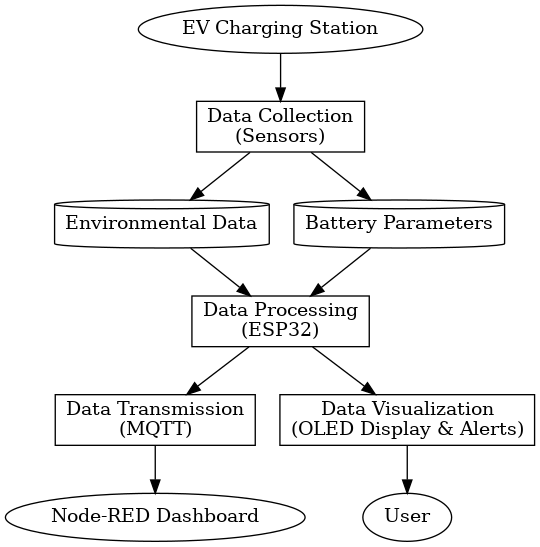 EV Charging Station
Data Collection
(Sensors)
Environmental Data
Battery Parameters
Data Processing
(ESP32)
Data Transmission
(MQTT)
Data Visualization
(OLED Display & Alerts)
Node-RED Dashboard
User